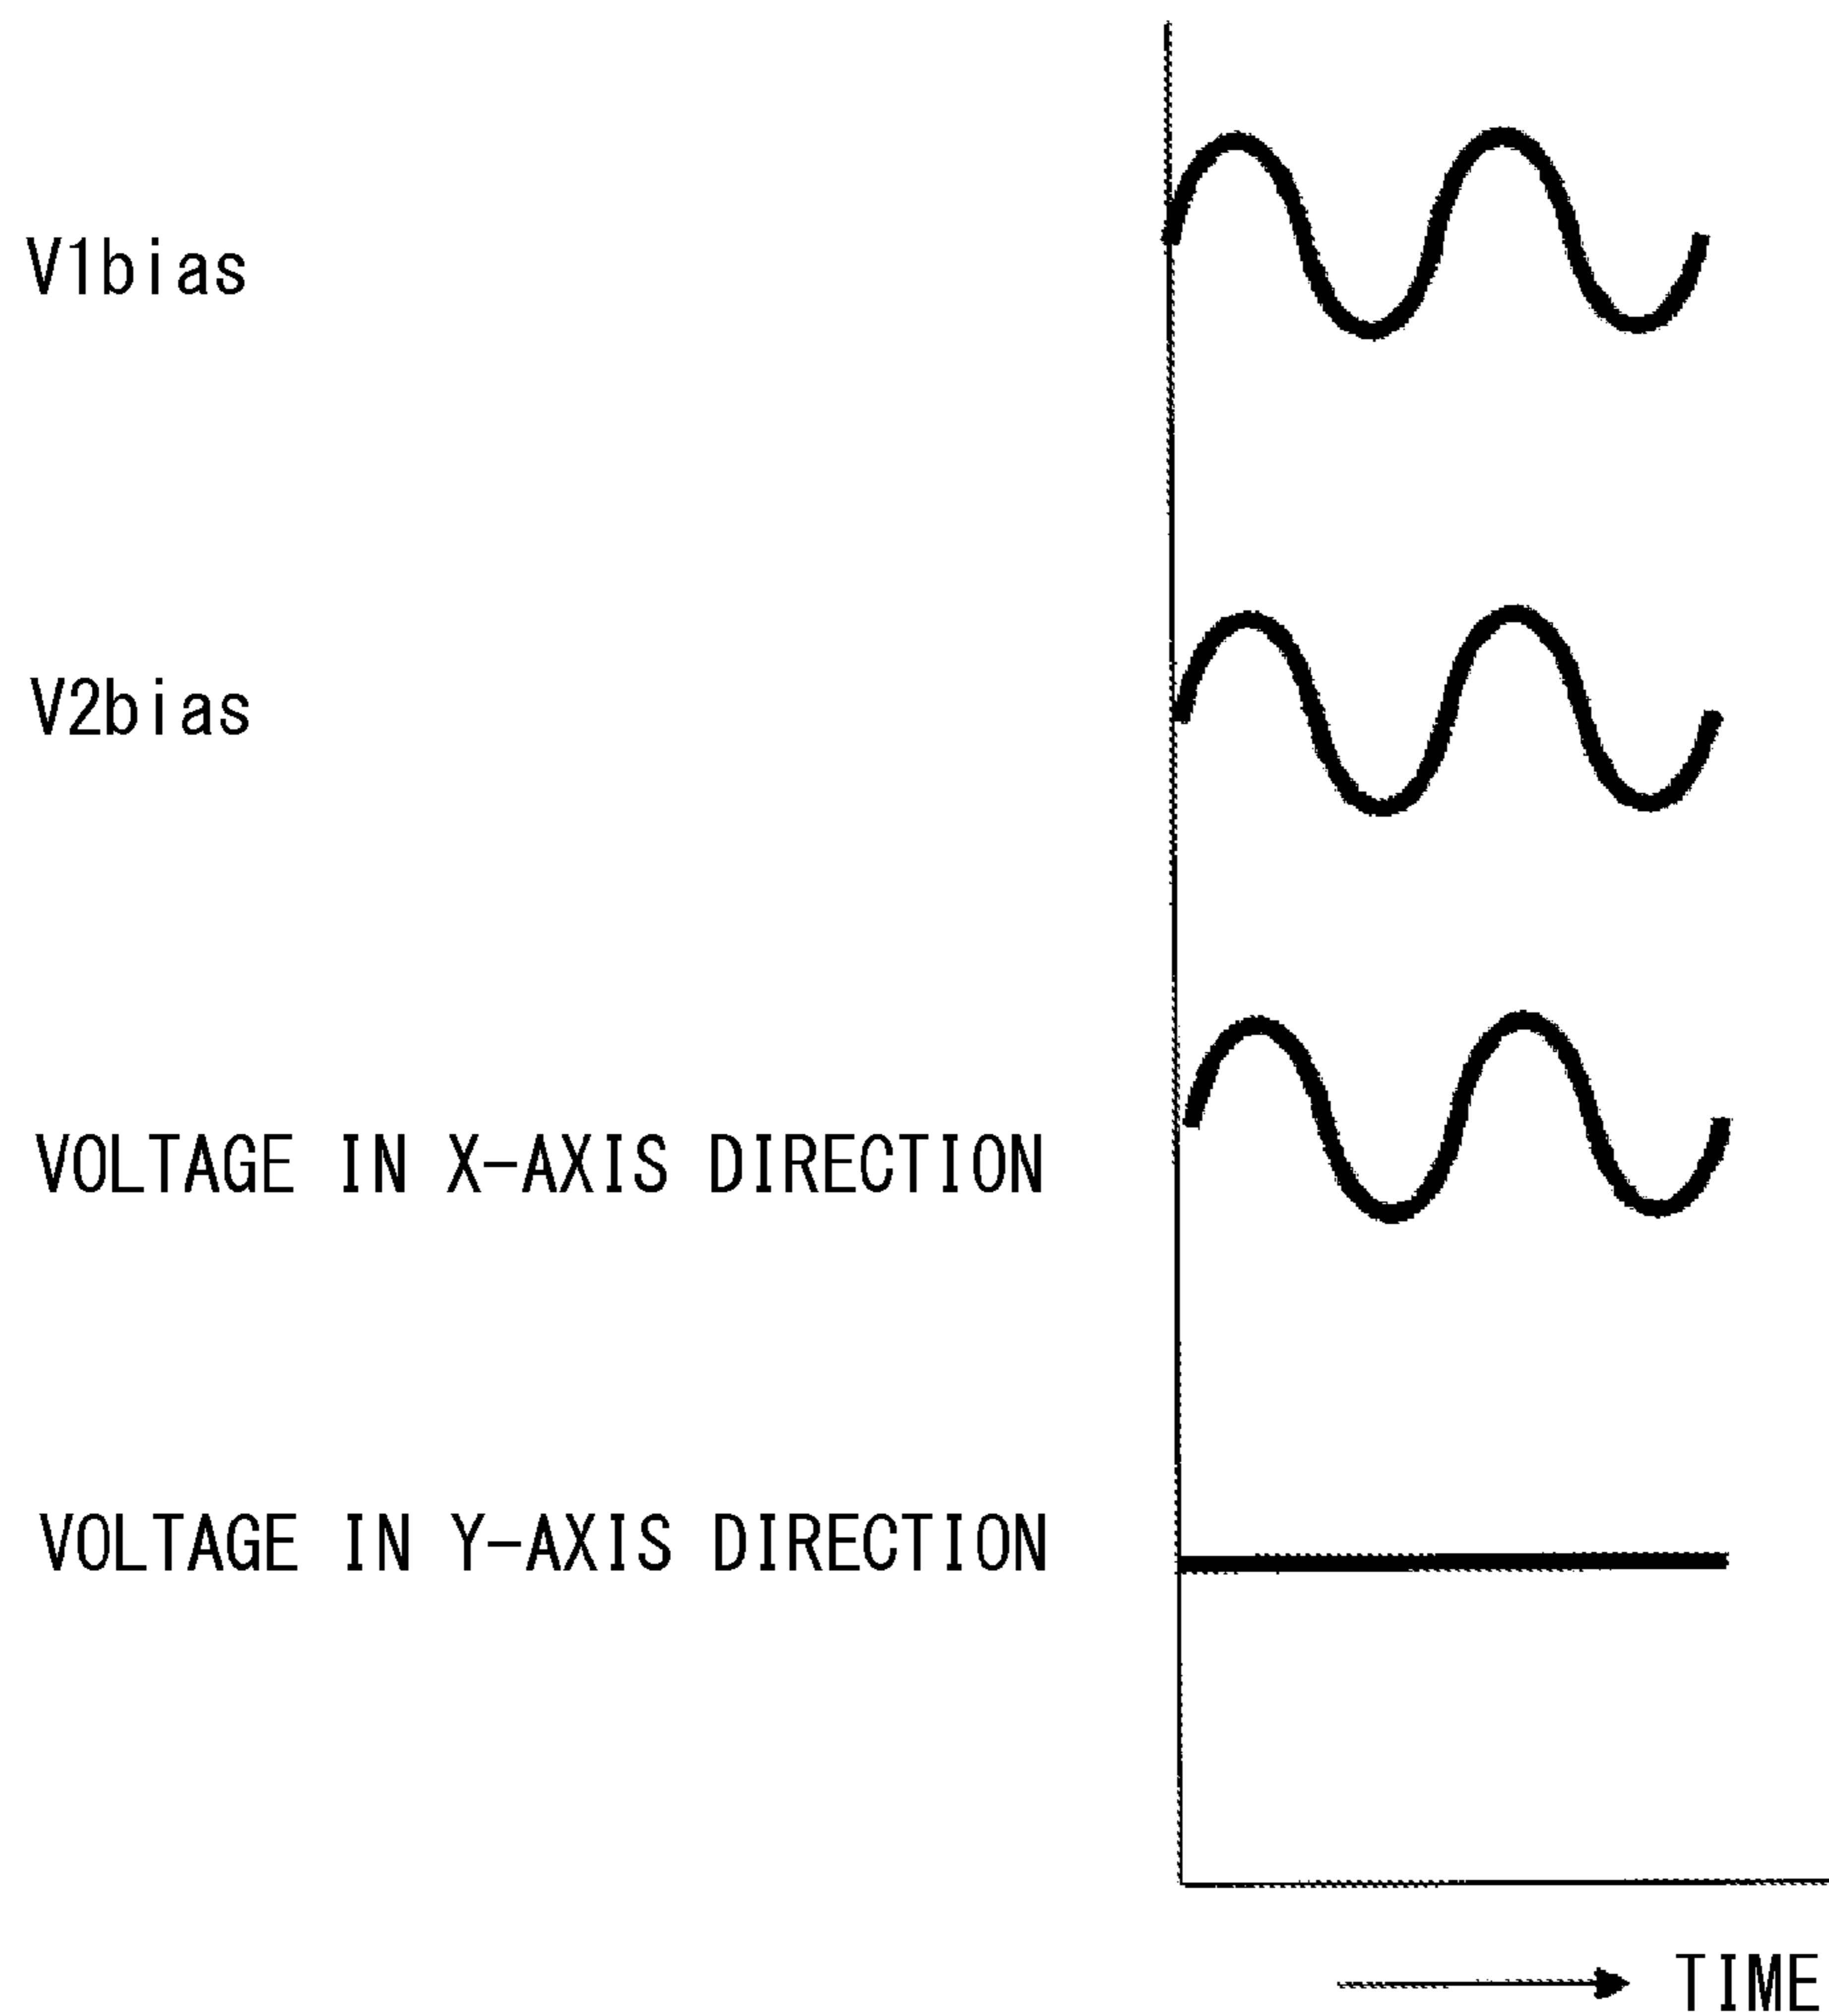 V1bias
V2bias
VOLTAGE IN X-AXIS DIRECTION
VOLTAGE IN Y-AXIS DIRECTION
TIME